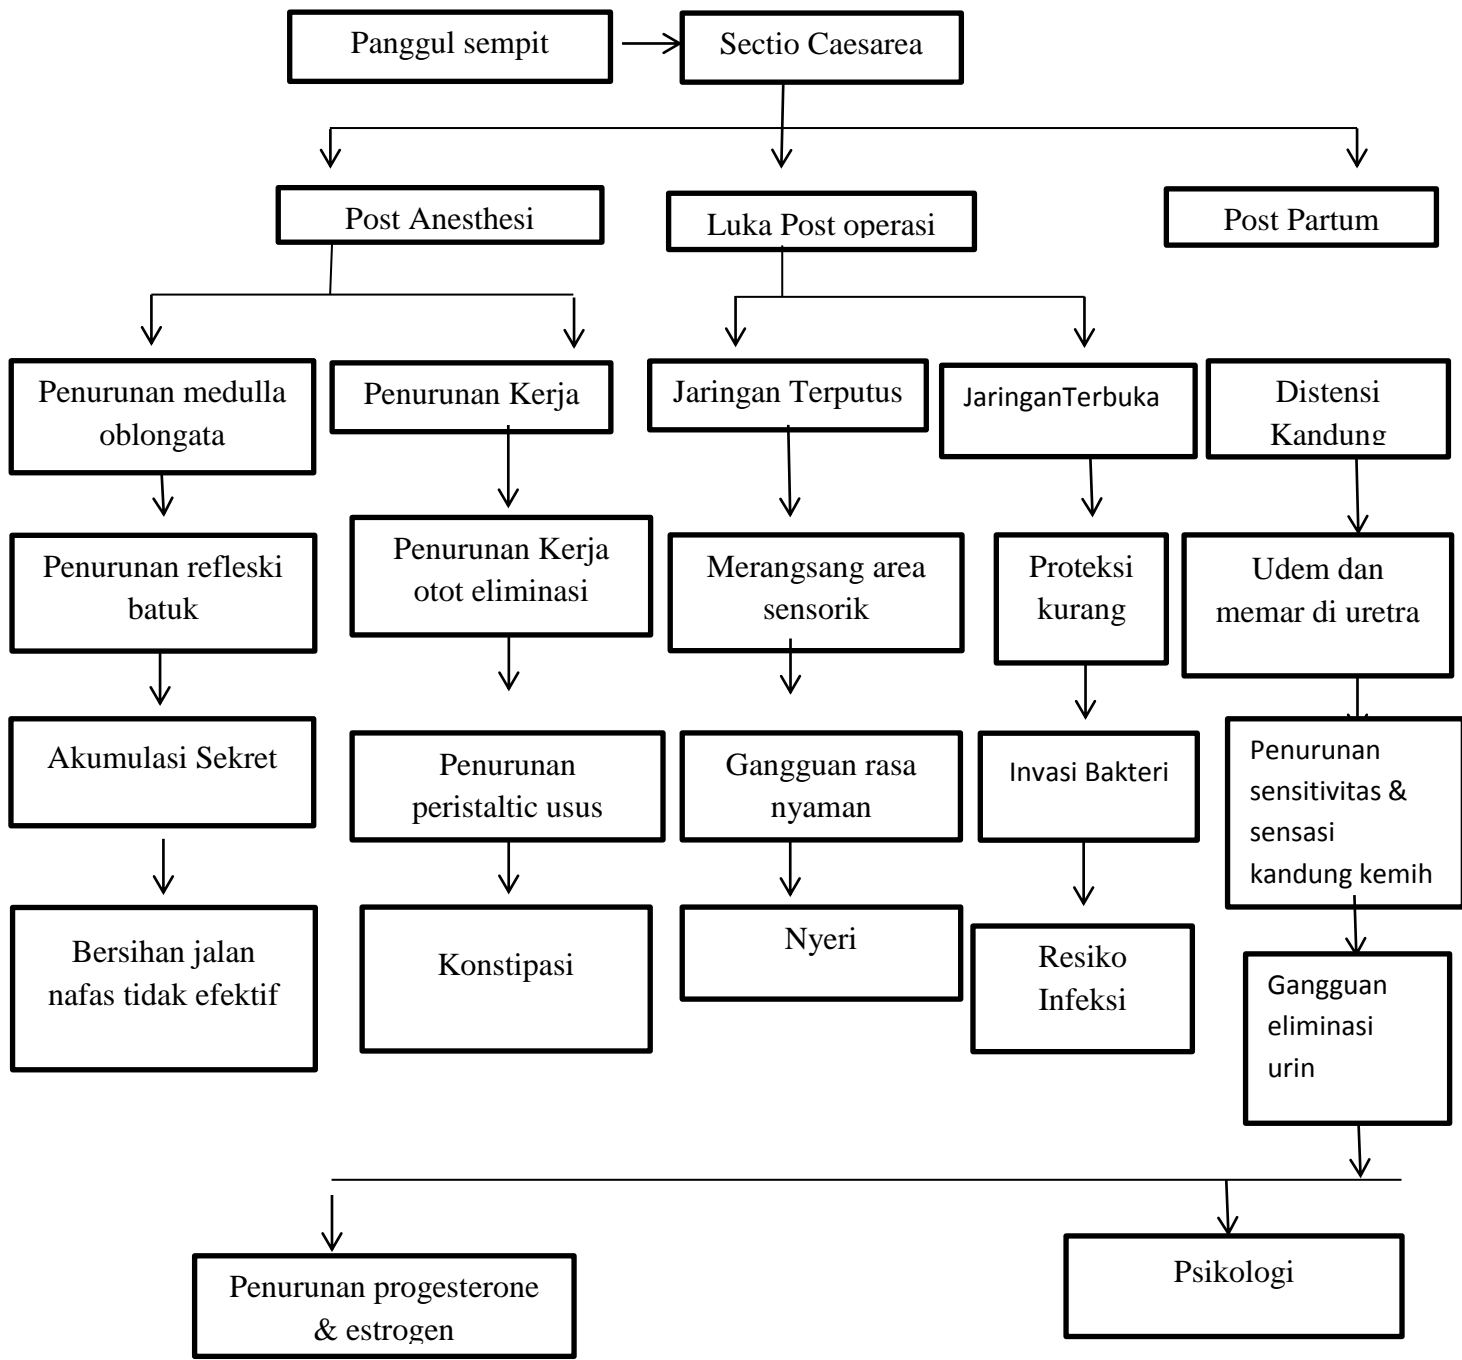 Panggul sempit
Sectio Caesarea
Post Anesthesi
Luka Post operasi
Post Partum
Penurunan medulla
oblongata
Penurunan Kerja
Jaringan Terputus
JaringanTerbuka
Distensi
Kandung
Penurunan refleski
batuk
Penurunan Kerja
otot eliminasi
Merangsang area
sensorik
Proteksi
kurang
Udem dan
memar di uretra
Akumulasi Sekret
Penurunan
peristaltic usus
Gangguan rasa
nyaman
Invasi Bakteri
Penurunan
sensitivitas &
sensasi
kandung kemih
Bersihan jalan
nafas tidak efektif
Konstipasi
Nyeri
Resiko
Infeksi
Gangguan
eliminasi
urin
Penurunan progesterone
& estrogen
Psikologi